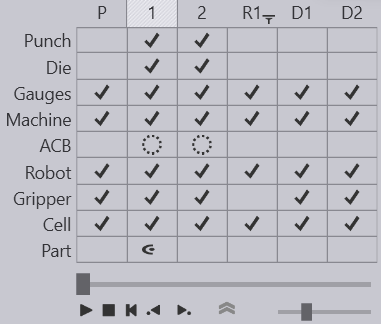 P 1 2 R1 D1 D2
Punch
Die
Gauges
Machine
ACB
Robot
Gripper
Cell
Part